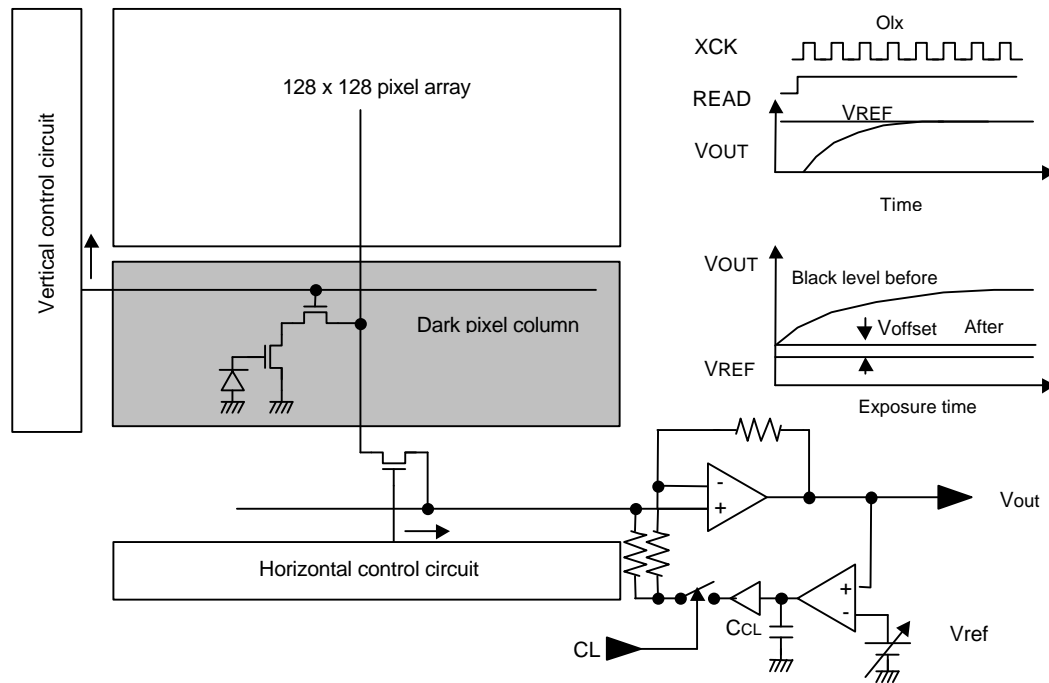 Vertical control circuit
128 x 128 pixel array
Dark pixel column
Horizontal control circuit
CL
CCL
Vref
Vout
Olx
XCK
READ
VREF
VOUT
Time
VOUT
Black level before
Voffset
After
VREF
Exposure time